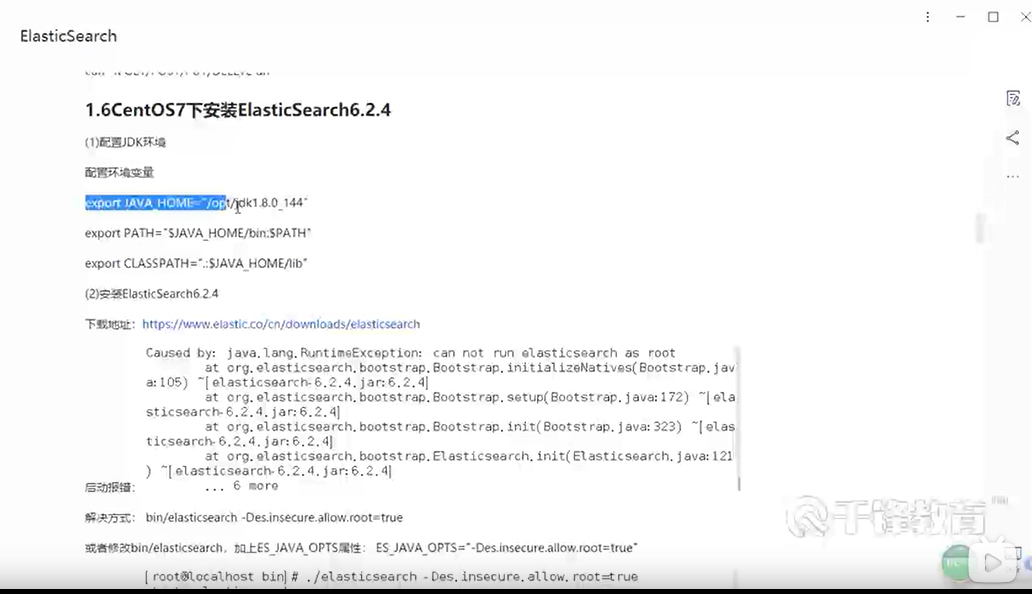 ElasticSearch
1.6CentOS7下安装ElasticSearch6.2.4
(1)配置JDK环境
配置环境变量
export JAVA_HOME="/opt/jdk1.8.0_144"
export PATH="$JAVA_HOME/bin:$PATH"
export CLASSPATH=".:$JAVA_HOME/lib"
(2)安装ElasticSearch6.2.4
下载地址： https://www.elastic.co/cn/downloads/elasticsearch
Caused by: java.lang.RuntimeException: can not run elasticsearch as root
at org.elasticsearch.bootstrap.Bootstrap.initializeNatives(Bootstrap.jav
a:105) ~[elasticsearch-6.2.4.jar:6.2.4]
at org.elasticsearch.bootstrap.Bootstrap.setup(Bootstrap.java:172) ~[ela
sticsearch-6.2.4.jar:6.2.4]
at org.elasticsearch.bootstrap.Bootstrap.init(Bootstrap.java:323) ~[elas
ticsearch-6.2.4.jar:6.2.4]
at org.elasticsearch.bootstrap.Elasticsearch.init(Elasticsearch.java:121
) ~[elasticsearch-6.2.4.jar:6.2.4]
启动报错： ... 6 more
解决方式： bin/elasticsearch -Des.insecure.allow.root=true
或者修改bin/elasticsearch，加上ES_JAVA_OPTS属性： ES_JAVA_OPTS="-Des.insecure.allow.root=true"
[root@localhost bin]# ./elasticsearch -Des.insecure.allow.root=true
千锋教育